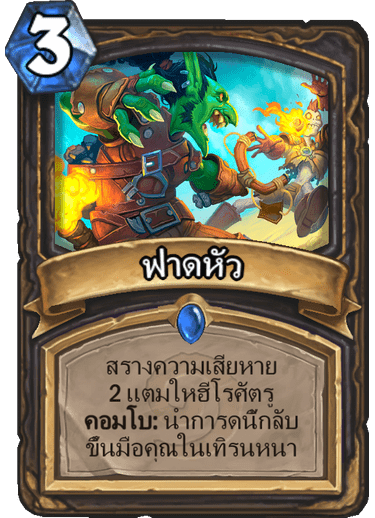 3
ฟาดหัว
สรางความเสียหาย
2 แตมใหฮีโรศัตรู
คอมโบ: นำการดนี้กลับ
ขึ้นมือคุณในเทิรนหนา